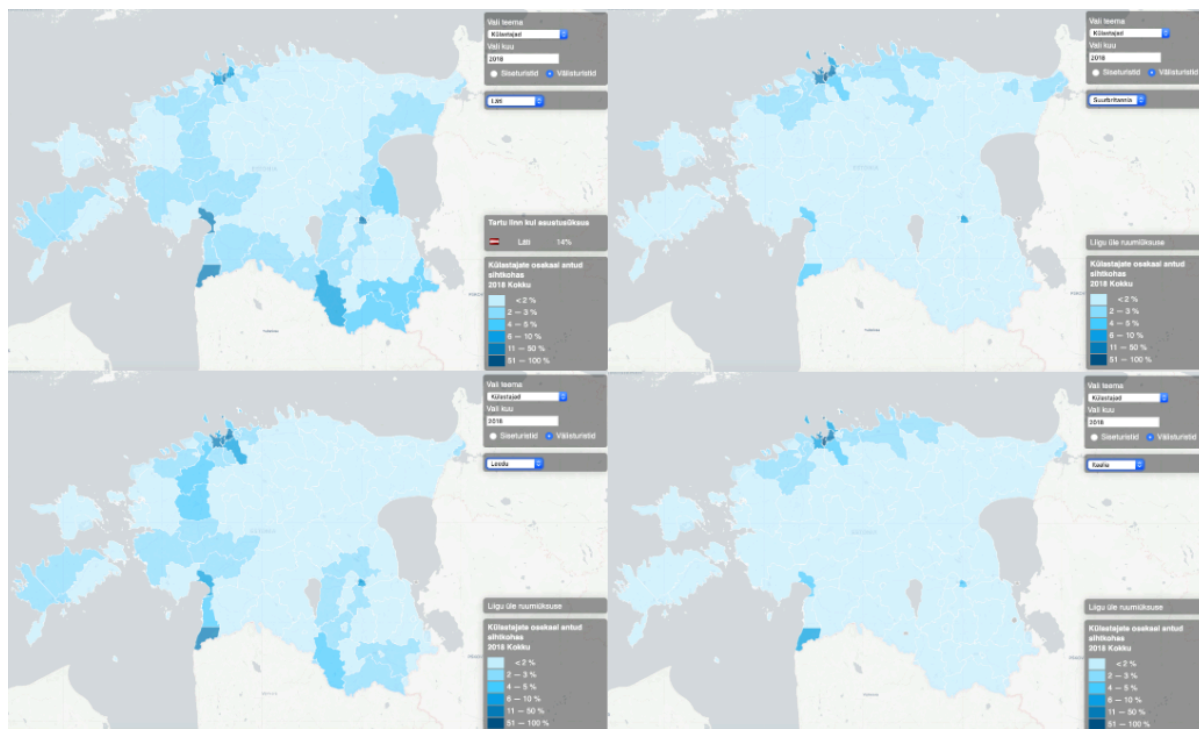 Vali teema
Külastajad
Vali kuu
2018
Siseturistid
Välisturistid
Läti
Tartu linn kui asustusüksus
Läti
14%
Külastajate osakaal antud
sihtkohas
2018 Kokku
< 2 %
2 — 3 %
4 — 5 %
6 — 10 %
11 — 50 %
51 — 100 %
Vali teema
Külastajad
Vali kuu
2018
Siseturistid
Välisturistid
Suurbritannia
Liigu üle ruumiüksuse
Külastajate osakaal antud
sihtkohas
2018 Kokku
< 2 %
2 — 3 %
4 — 5 %
6 — 10 %
11 — 50 %
51 — 100 %
Vali teema
Külastajad
Vali kuu
2018
Siseturistid
Välisturistid
Leedu
Liigu üle ruumiüksuse
Külastajate osakaal antud
sihtkohas
2018 Kokku
< 2 %
2 — 3 %
4 — 5 %
6 — 10 %
11 — 50 %
51 — 100 %
Vali teema
Külastajad
Vali kuu
2018
Siseturistid
Välisturistid
Itaalia
Liigu üle ruumiüksuse
Külastajate osakaal antud
sihtkohas
2018 Kokku
< 2 %
2 — 3 %
4 — 5 %
6 — 10 %
11 — 50 %
51 — 100 %